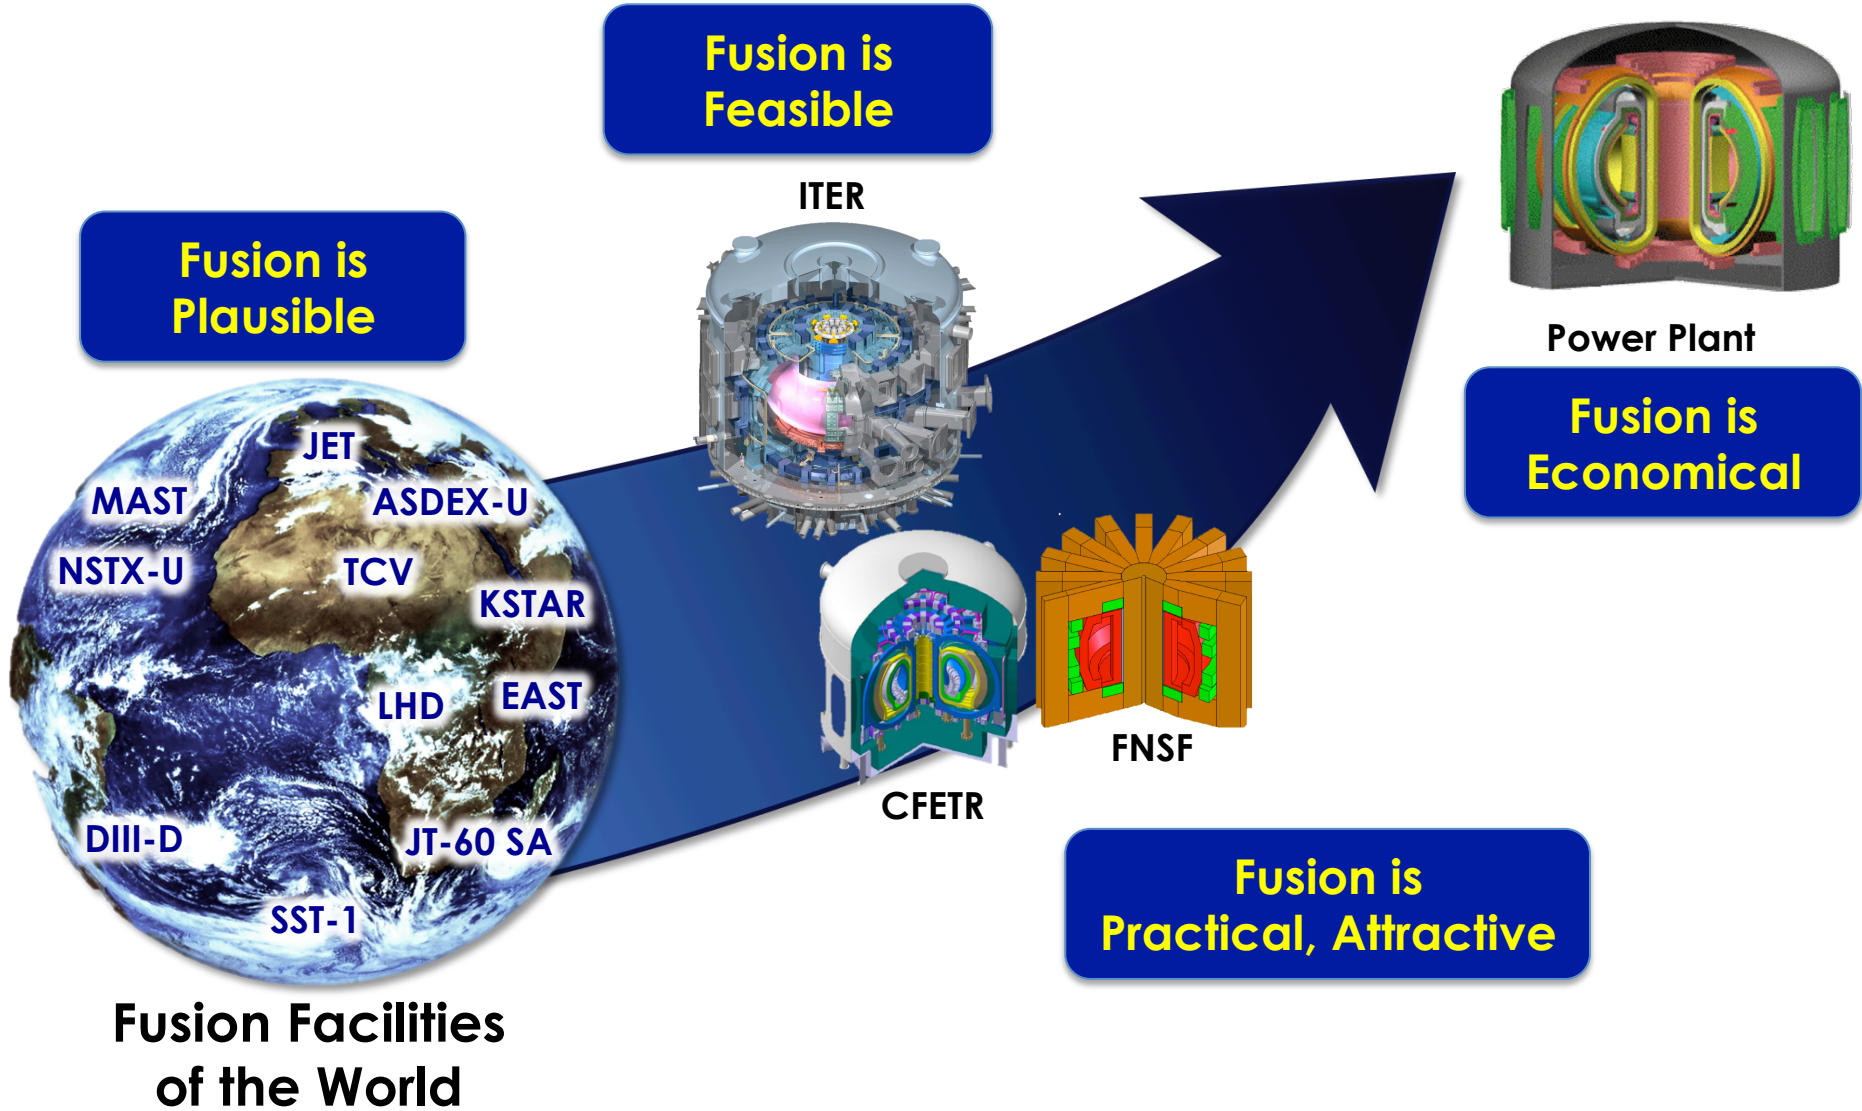 Fusion is
Feasible
ITER
Fusion is
Plausible
Power Plant
Fusion is
Economical
JET
MAST
ASDEX-U
NSTX-U
TCV
KSTAR
LHD
EAST
DIII-D
JT-60 SA
SST-1
FNSF
CFETR
Fusion is
Practical, Attractive
Fusion Facilities
of the World